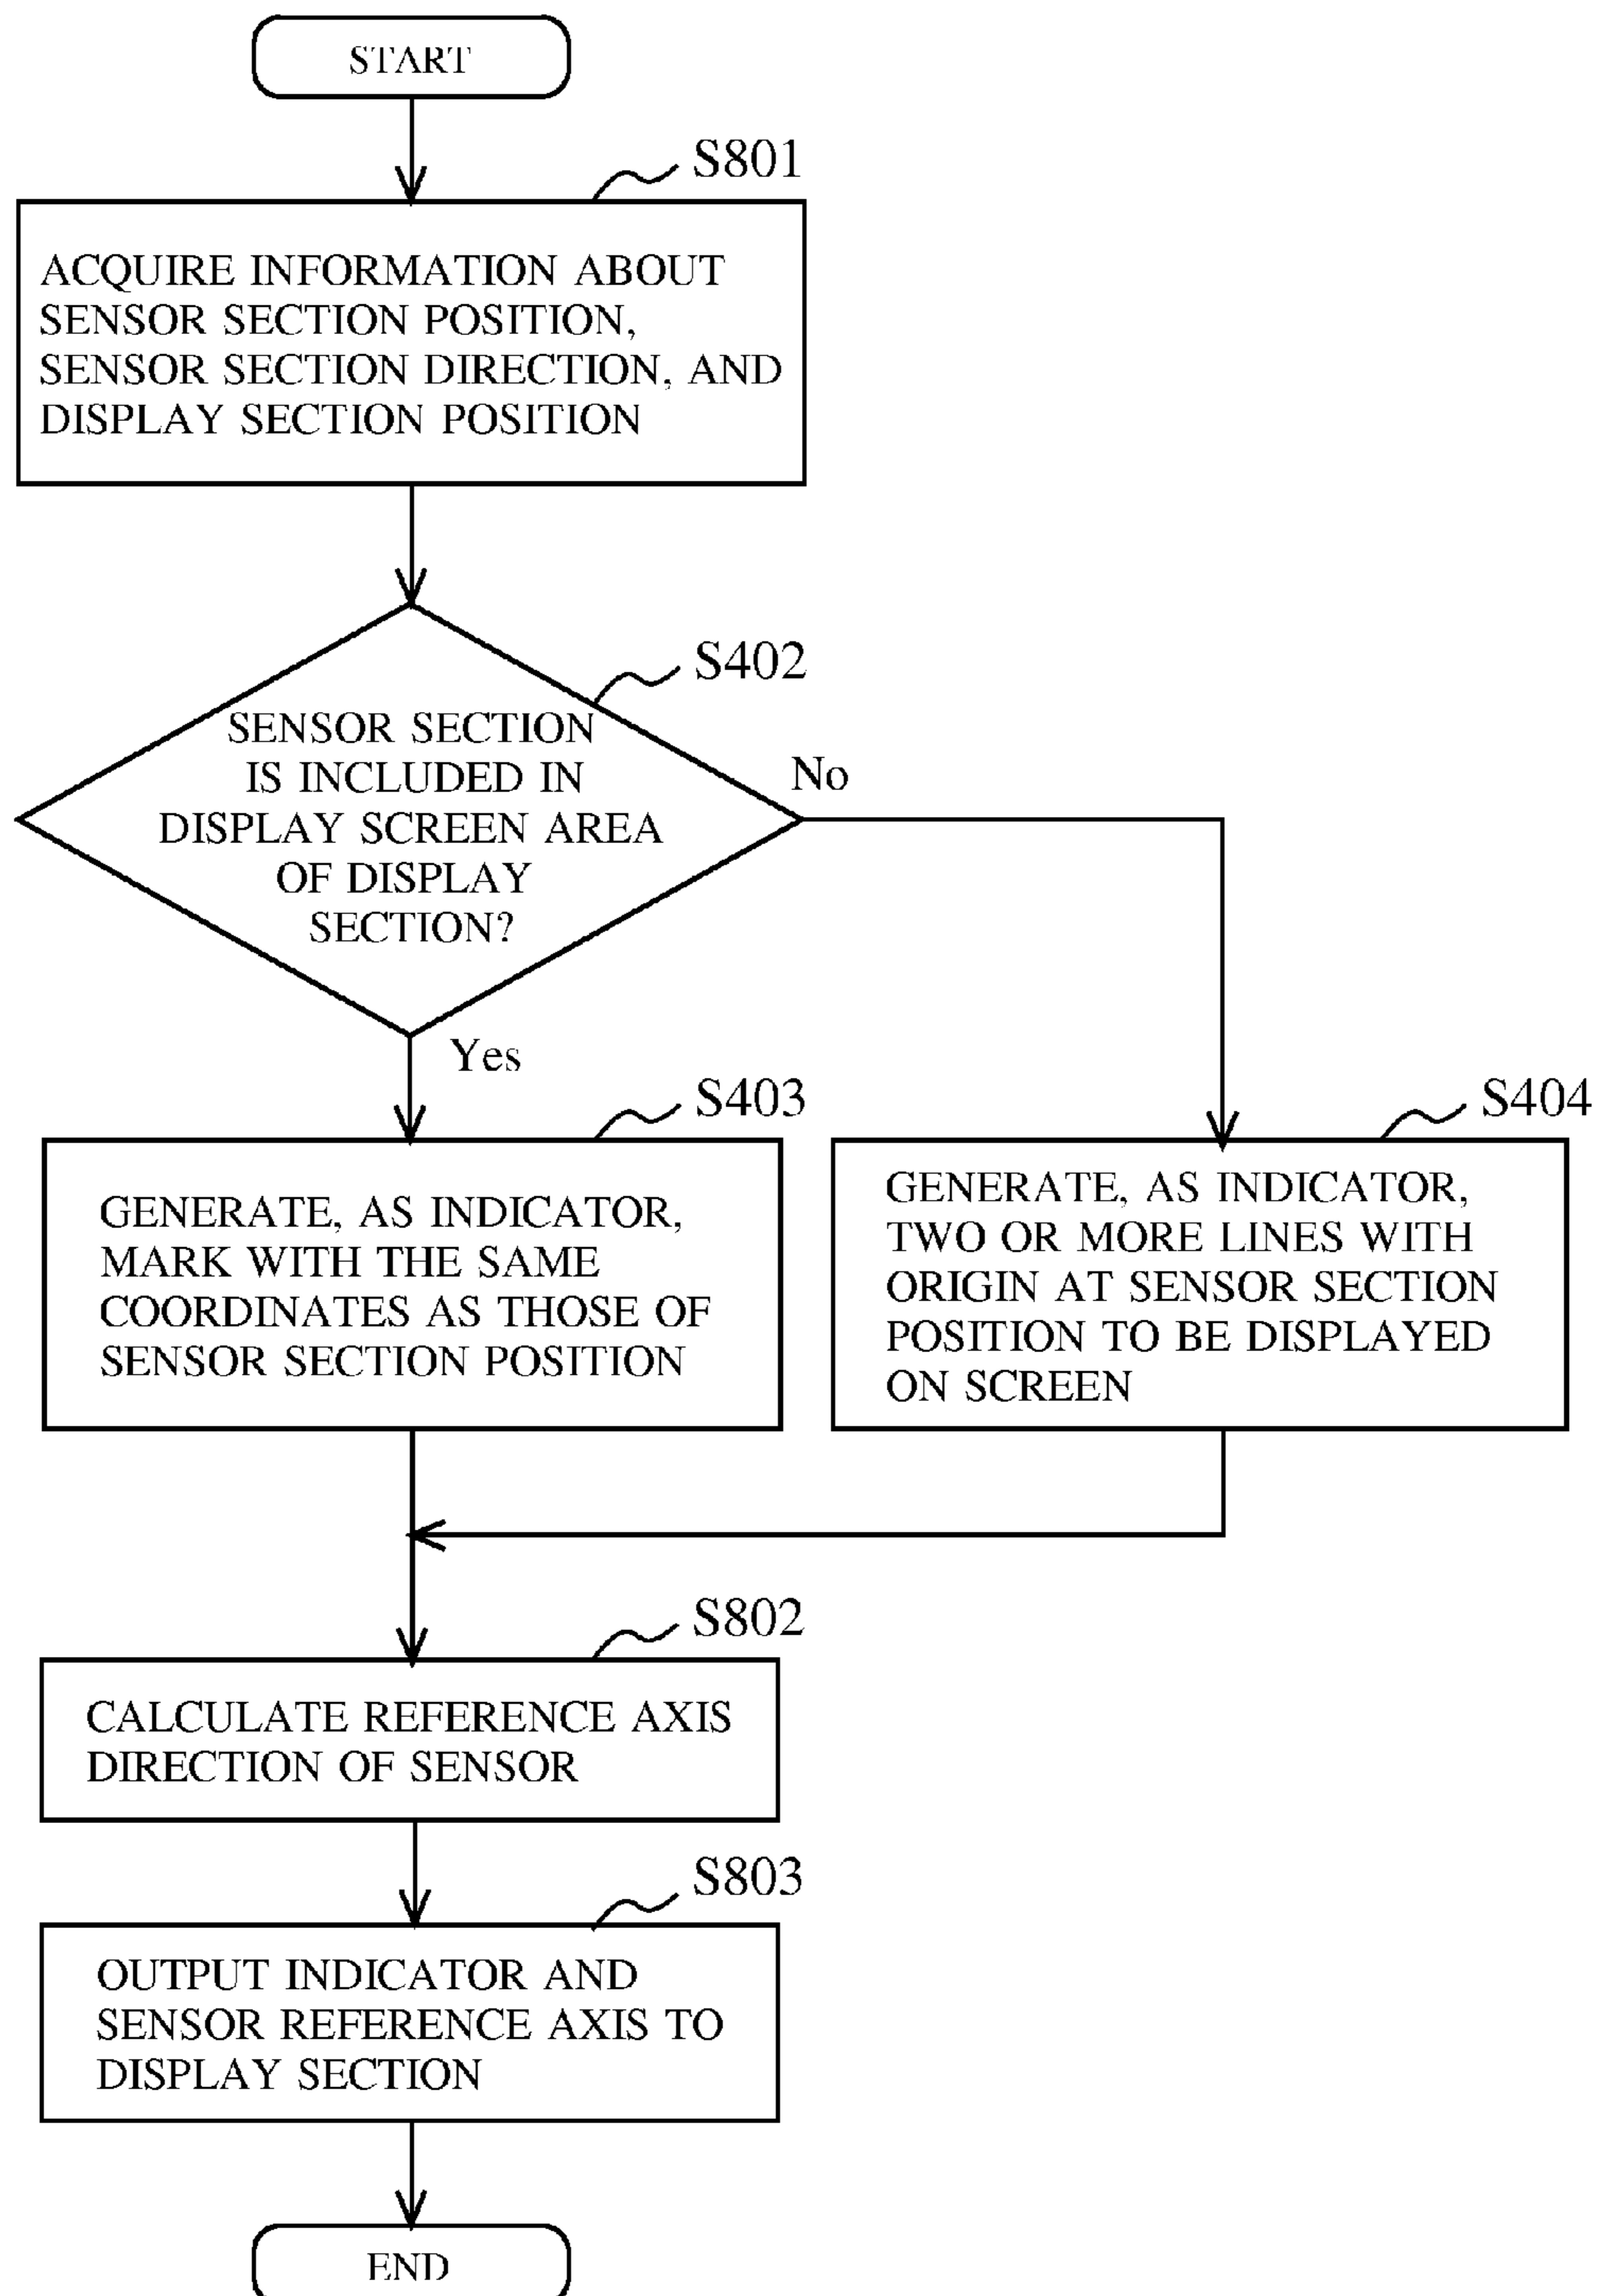 START
S801
ACQUIRE INFORMATION ABOUT
SENSOR SECTION POSITION,
SENSOR SECTION DIRECTION, AND
DISPLAY SECTION POSITION
S402
SENSOR SECTION
IS INCLUDED IN
DISPLAY SCREEN AREA
OF DISPLAY
SECTION?
No
Yes
S403
GENERATE, AS INDICATOR,
MARK WITH THE SAME
COORDINATES AS THOSE OF
SENSOR SECTION POSITION
S404
GENERATE, AS INDICATOR,
TWO OR MORE LINES WITH
ORIGIN AT SENSOR SECTION
POSITION TO BE DISPLAYED
ON SCREEN
S802
CALCULATE REFERENCE AXIS
DIRECTION OF SENSOR
S803
OUTPUT INDICATOR AND
SENSOR REFERENCE AXIS TO
DISPLAY SECTION
END